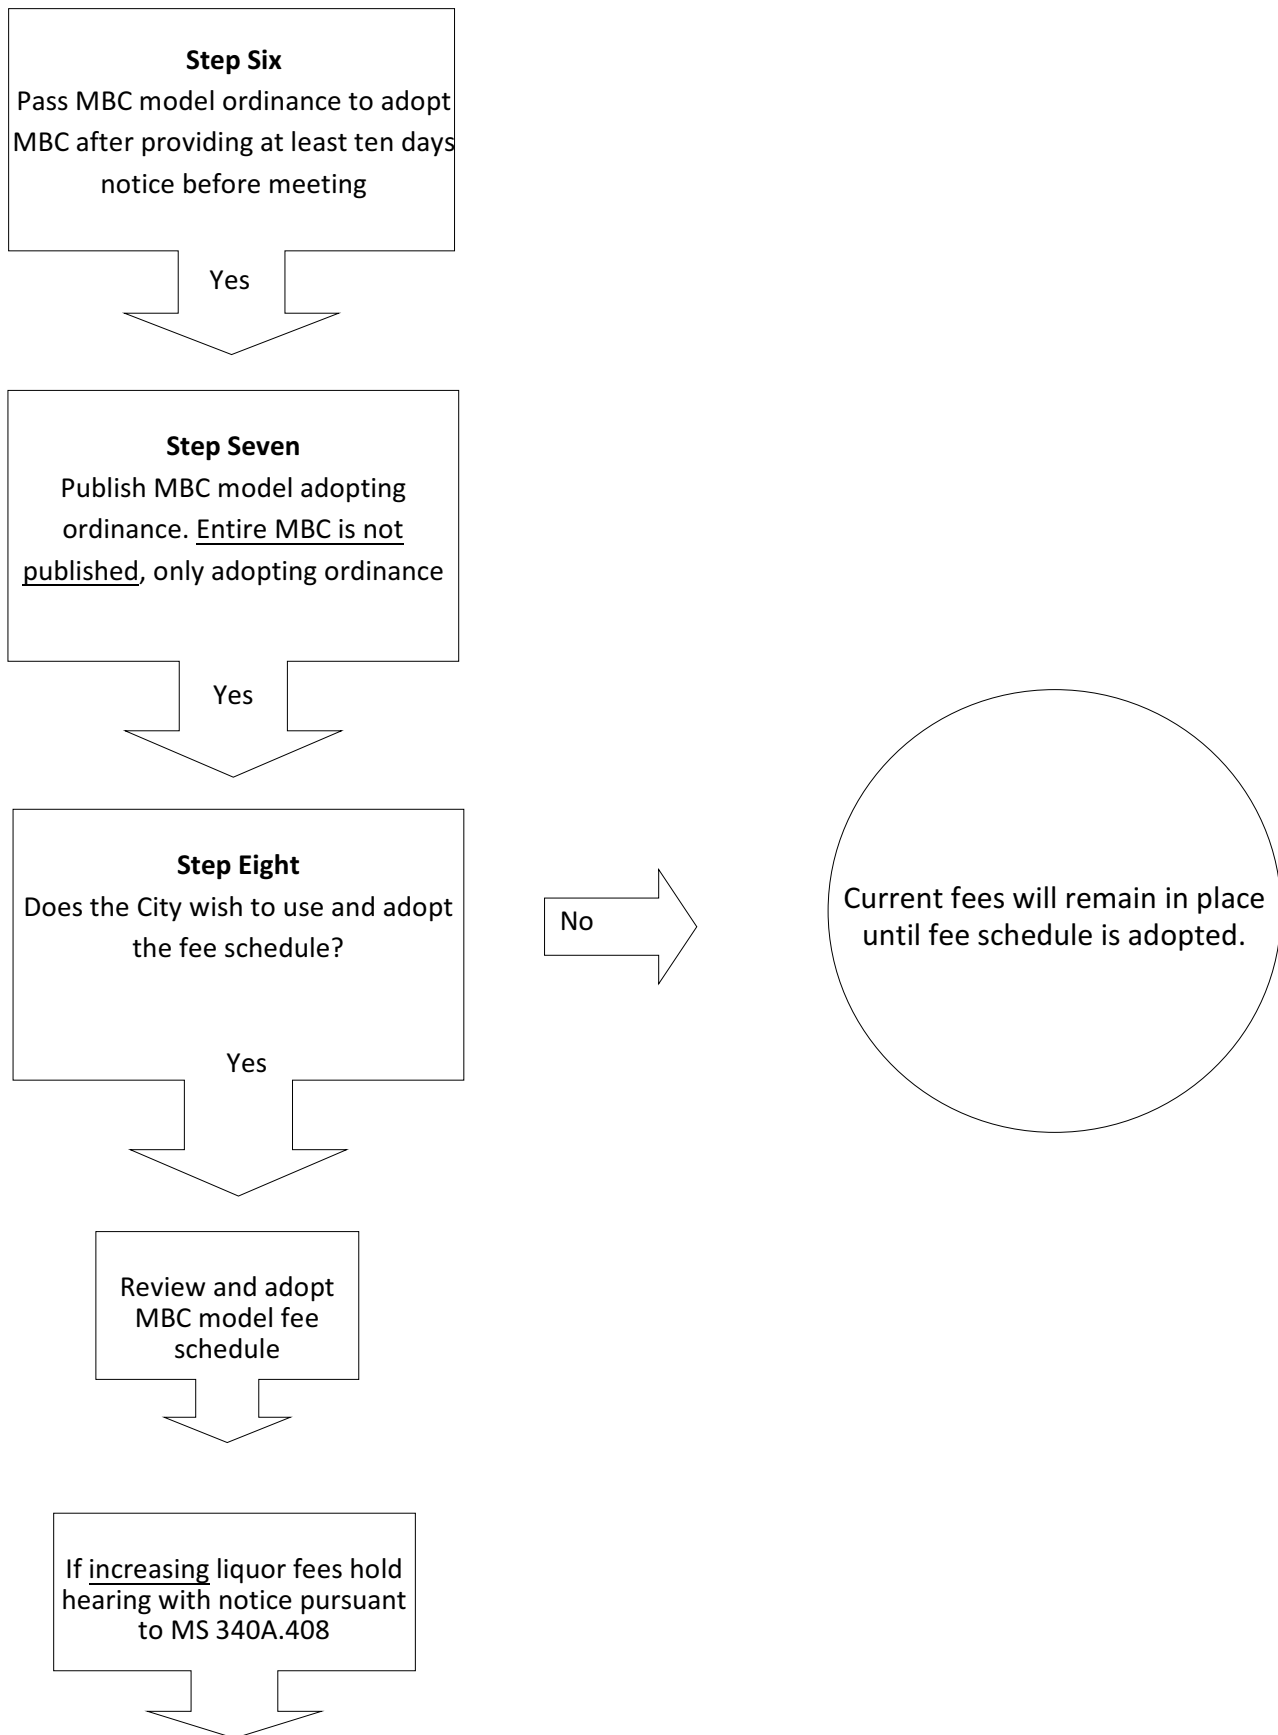 Step Six
Pass MBC model ordinance to adopt
MBC after providing at least ten days
notice before meeting
Yes
Step Seven
Publish MBC model adopting
ordinance. Entire MBC is not
published, only adopting ordinance
Yes
Step Eight
Does the City wish to use and adopt
the fee schedule?
Yes
No
Current fees will remain in place
until fee schedule is adopted.
Review and adopt
MBC model fee
schedule
If increasing liquor fees hold
hearing with notice pursuant
to MS 340A.408